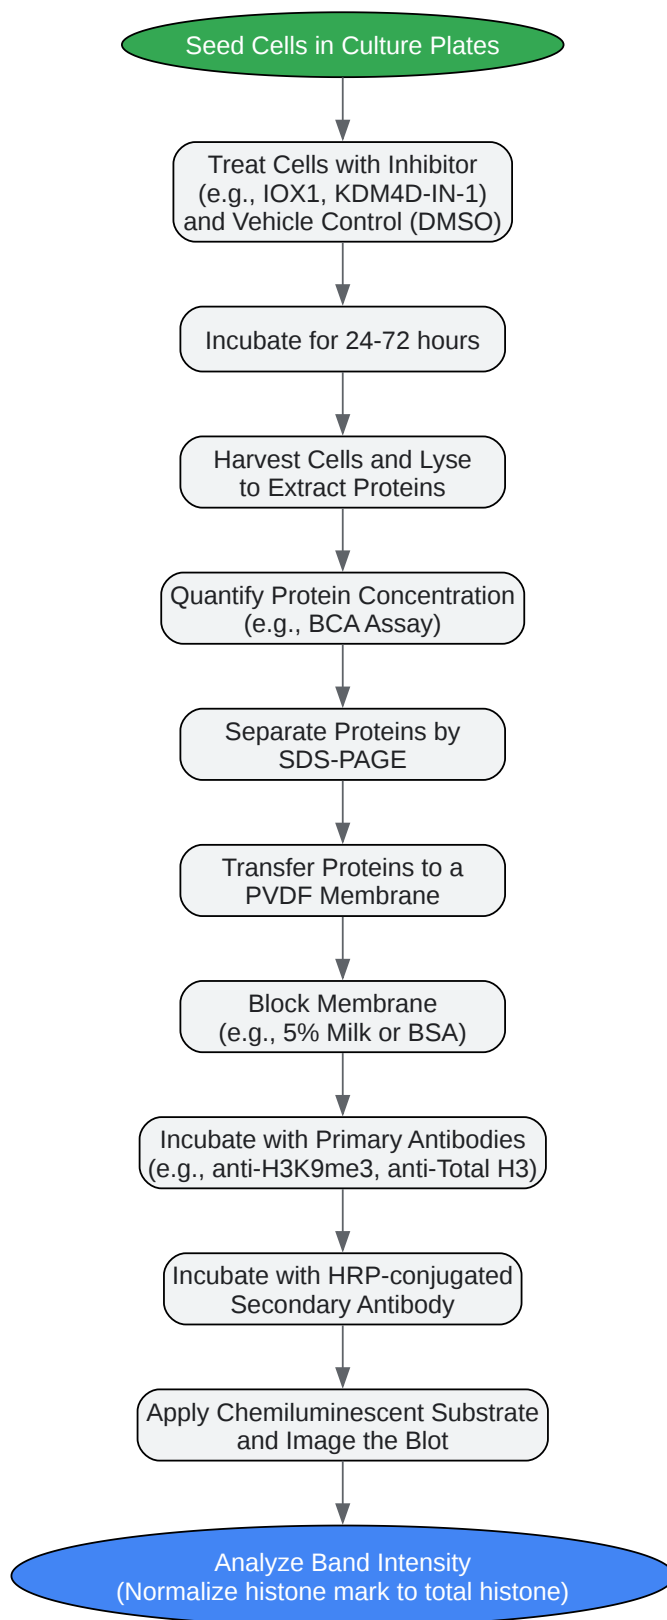 Seed Cells in Culture Plates
Treat Cells with Inhibitor
(e.g., IOX1, KDM4D-IN-1)
and Vehicle Control (DMSO)
Incubate for 24-72 hours
Harvest Cells and Lyse
to Extract Proteins
Quantify Protein Concentration
(e.g., BCA Assay)
Separate Proteins by
SDS-PAGE
Transfer Proteins to a
PVDF Membrane
Block Membrane
(e.g., 5% Milk or BSA)
Incubate with Primary Antibodies
(e.g., anti-H3K9me3, anti-Total H3)
Incubate with HRP-conjugated
Secondary Antibody
Apply Chemiluminescent Substrate
and Image the Blot
Analyze Band Intensity
(Normalize histone mark to total histone)